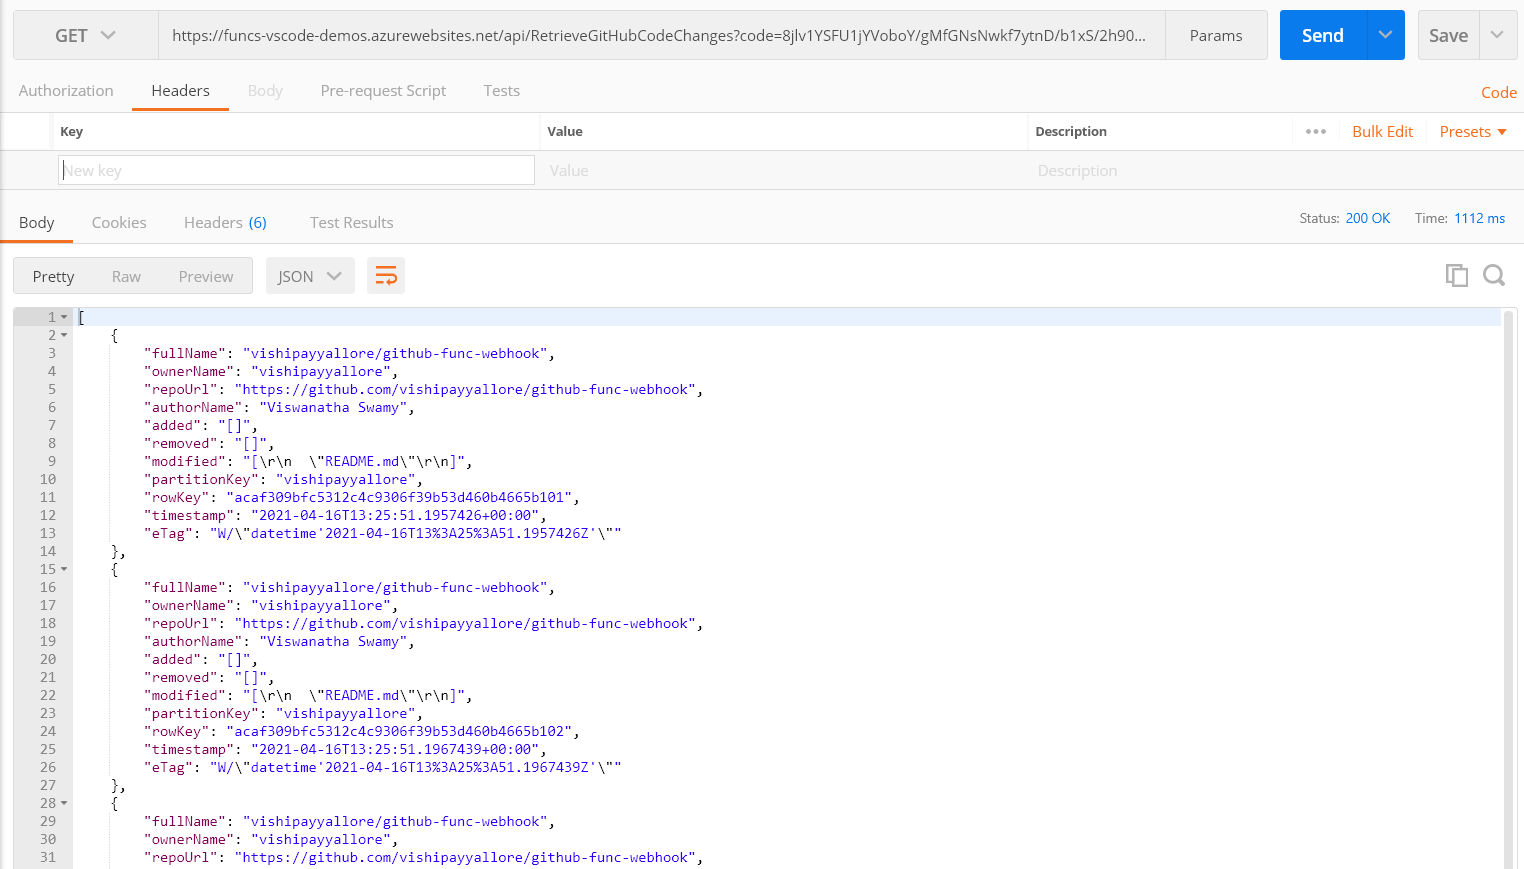 GET https://funcs-vscode-demos.azurewebsites.net/api/RetrieveGitHubCodeChanges?code=8jlv1YSFU1jYVoboY/gMfGNsNwkf7ytnD/b1xS/2h90... Params Send Save
Authorization Headers Body Pre-request Script Tests Code
Key Value Description ••• Bulk Edit Presets
New key Value Description
Body Cookies Headers (6) Test Results Status: 200 OK Time: 1112 ms
Pretty Raw Preview JSON
1 [
2 {
3 "fullName": "vishipayyallore/github-func-webhook",
4 "ownerName": "vishipayyallore",
5 "repoUrl": "https://github.com/vishipayyallore/github-func-webhook",
6 "authorName": "Viswanatha Swamy",
7 "added": "[]",
8 "removed": "[]",
9 "modified": "[\r\n  \"README.md\"\r\n]",
10 "partitionKey": "vishipayyallore",
11 "rowKey": "acaf309bfc5312c4c9306f39b53d460b4665b101",
12 "timestamp": "2021-04-16T13:25:51.1957426+00:00",
13 "eTag": "W/\"datetime'2021-04-16T13%3A25%3A51.1957426Z'\""
14 },
15 {
16 "fullName": "vishipayyallore/github-func-webhook",
17 "ownerName": "vishipayyallore",
18 "repoUrl": "https://github.com/vishipayyallore/github-func-webhook",
19 "authorName": "Viswanatha Swamy",
20 "added": "[]",
21 "removed": "[]",
22 "modified": "[\r\n  \"README.md\"\r\n]",
23 "partitionKey": "vishipayyallore",
24 "rowKey": "acaf309bfc5312c4c9306f39b53d460b4665b102",
25 "timestamp": "2021-04-16T13:25:51.1967439+00:00",
26 "eTag": "W/\"datetime'2021-04-16T13%3A25%3A51.1967439Z'\""
27 },
28 {
29 "fullName": "vishipayyallore/github-func-webhook",
30 "ownerName": "vishipayyallore",
31 "repoUrl": "https://github.com/vishipayyallore/github-func-webhook",